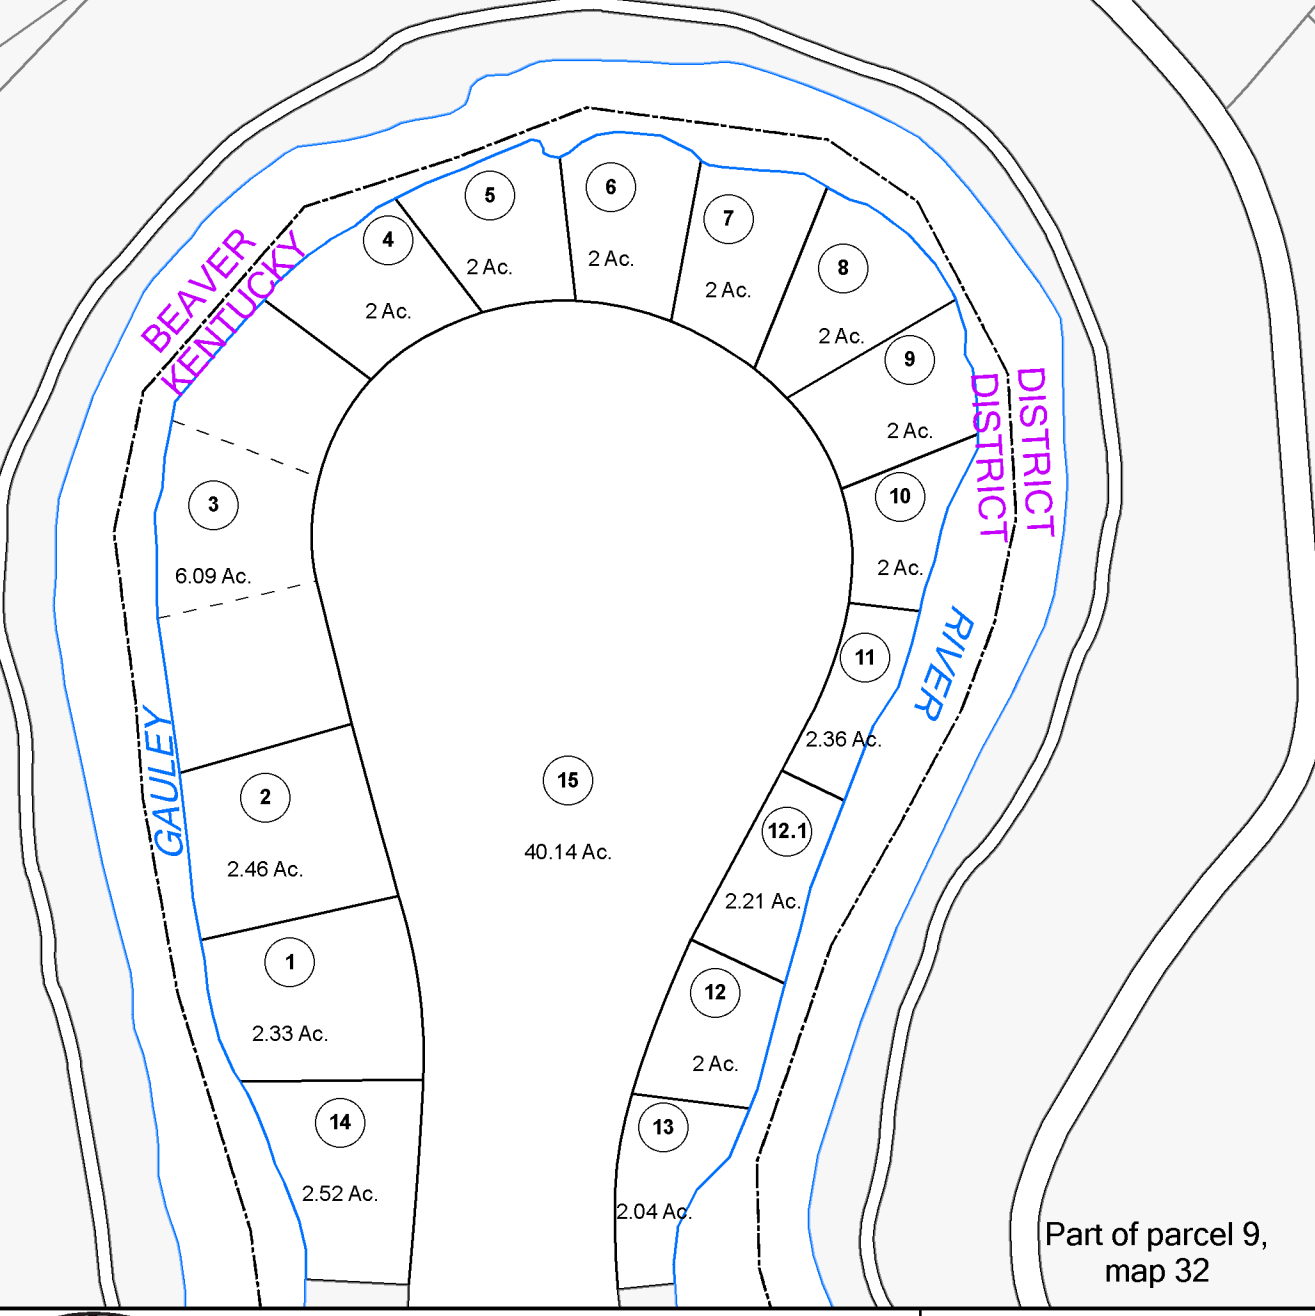 BEAVER
KENTUCKY
4
2 Ac.
5
2 Ac.
6
2 Ac.
7
2 Ac.
8
2 Ac.
9
2 Ac.
DISTRICT
DISTRICT
3
6.09 Ac.
10
2 Ac.
RIVER
11
2.36 Ac.
GAULEY
2
2.46 Ac.
15
40.14 Ac.
12.1
2.21 Ac.
1
2.33 Ac.
12
2 Ac.
14
2.52 Ac.
13
2.04 Ac.
Part of parcel 9,
map 32